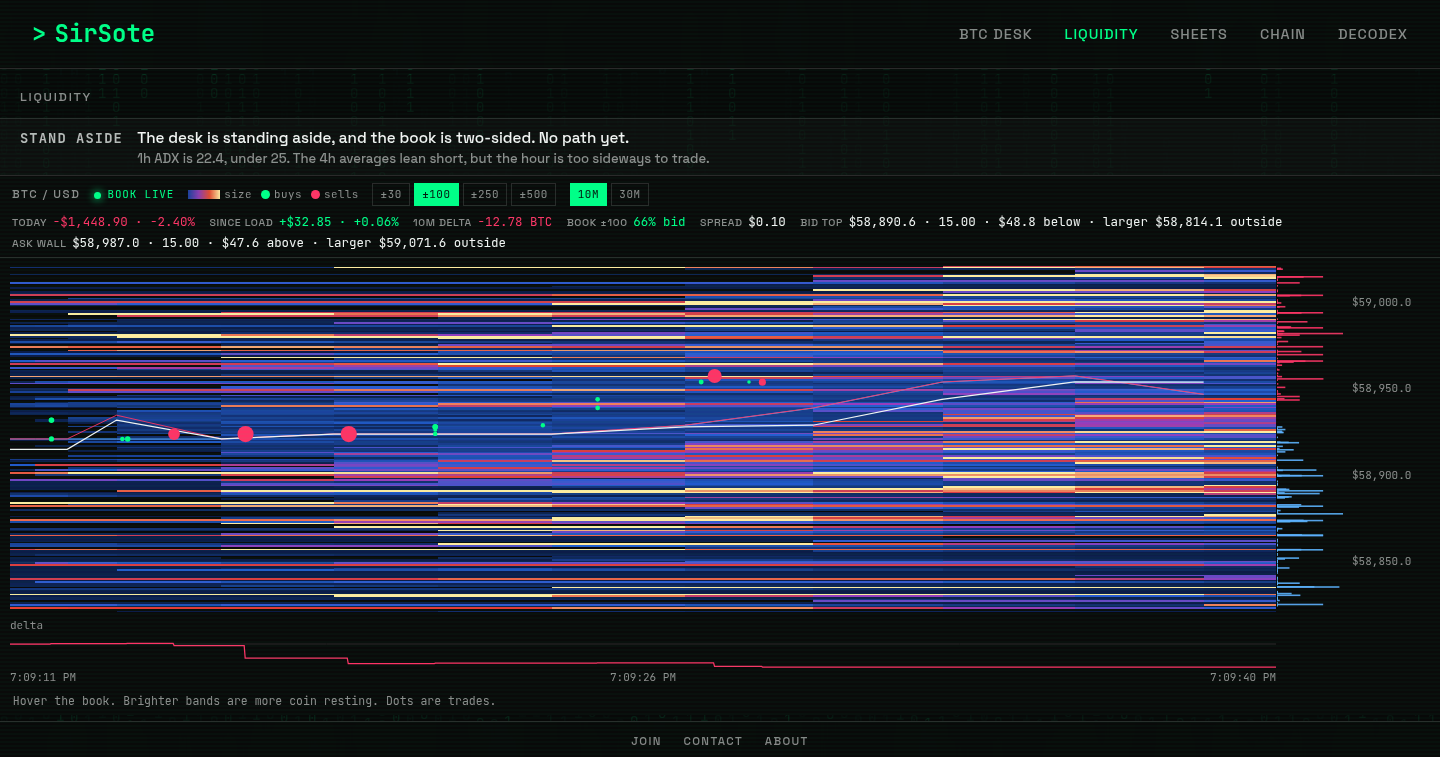 > SirSote
BTC DESK LIQUIDITY SHEETS CHAIN DECODEX
LIQUIDITY
STAND ASIDE The desk is standing aside, and the book is two-sided. No path yet.
1h ADX is 22.4, under 25. The 4h averages lean short, but the hour is too sideways to trade.
BTC / USD BOOK LIVE size buys sells ±30 ±100 ±250 ±500 10M 30M
TODAY -$1,448.90 · -2.40% SINCE LOAD +$32.85 · +0.06% 10M DELTA -12.78 BTC BOOK ±100 66% bid SPREAD $0.10 BID TOP $58,890.6 · 15.00 · $48.8 below · larger $58,814.1 outside
ASK WALL $58,987.0 · 15.00 · $47.6 above · larger $59,071.6 outside
$59,000.0
$58,950.0
$58,900.0
$58,850.0
delta
7:09:11 PM 7:09:26 PM 7:09:40 PM
Hover the book. Brighter bands are more coin resting. Dots are trades.
JOIN CONTACT ABOUT